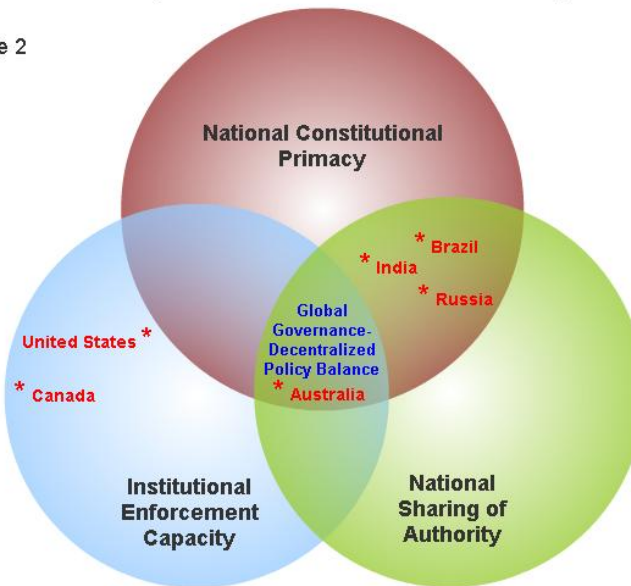 e 2
National Constitutional
Primacy
* Brazil
* India
* Russia
Global
Governance-
Decentralized
Policy Balance
United States *
* Canada
* Australia
Institutional
Enforcement
Capacity
National
Sharing of
Authority